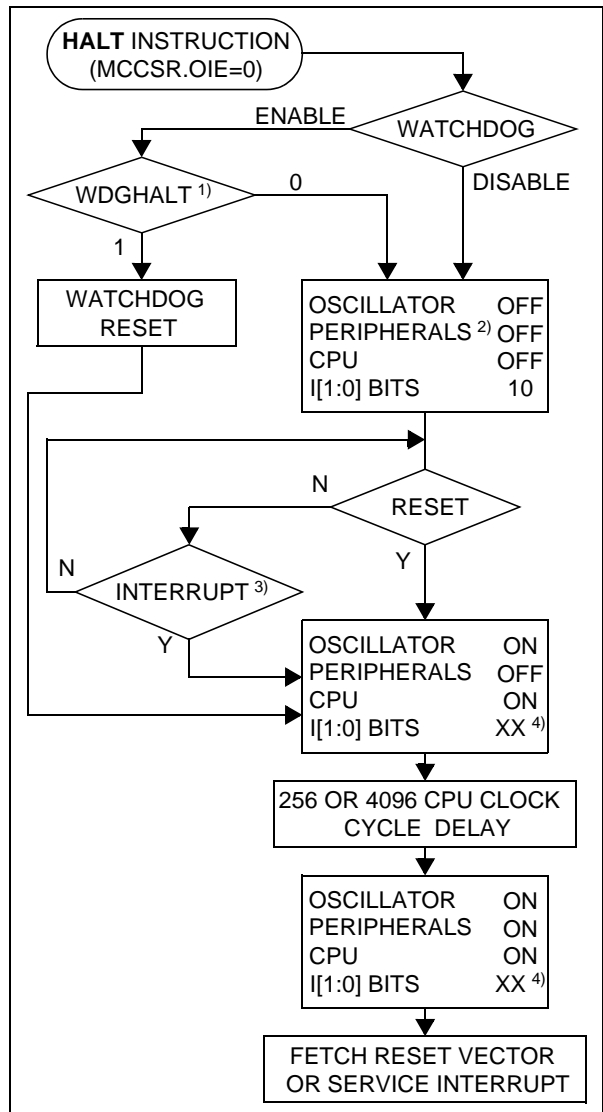 HALT INSTRUCTION
(MCCSR.OIE=0)
ENABLE
WATCHDOG
WDGHALT 1)
0
DISABLE
1
WATCHDOG
RESET
OSCILLATOR OFF
PERIPHERALS 2) OFF
CPU OFF
I[1:0] BITS 10
N
RESET
N
INTERRUPT 3)
Y
Y
OSCILLATOR ON
PERIPHERALS OFF
CPU ON
I[1:0] BITS XX 4)
256 OR 4096 CPU CLOCK
CYCLE DELAY
OSCILLATOR ON
PERIPHERALS ON
CPU ON
I[1:0] BITS XX 4)
FETCH RESET VECTOR
OR SERVICE INTERRUPT